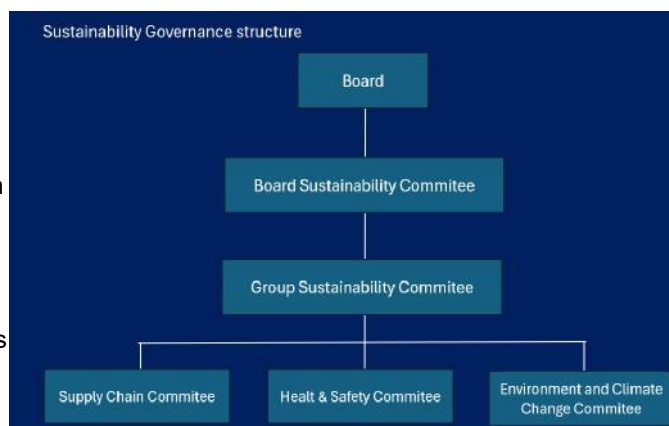 Sustainability Governance structure
Board
Board Sustainability Commitee
Group Sustainability Commitee
Supply Chain Commitee
Healt & Safety Commitee
Environment and Climate
Change Commitee